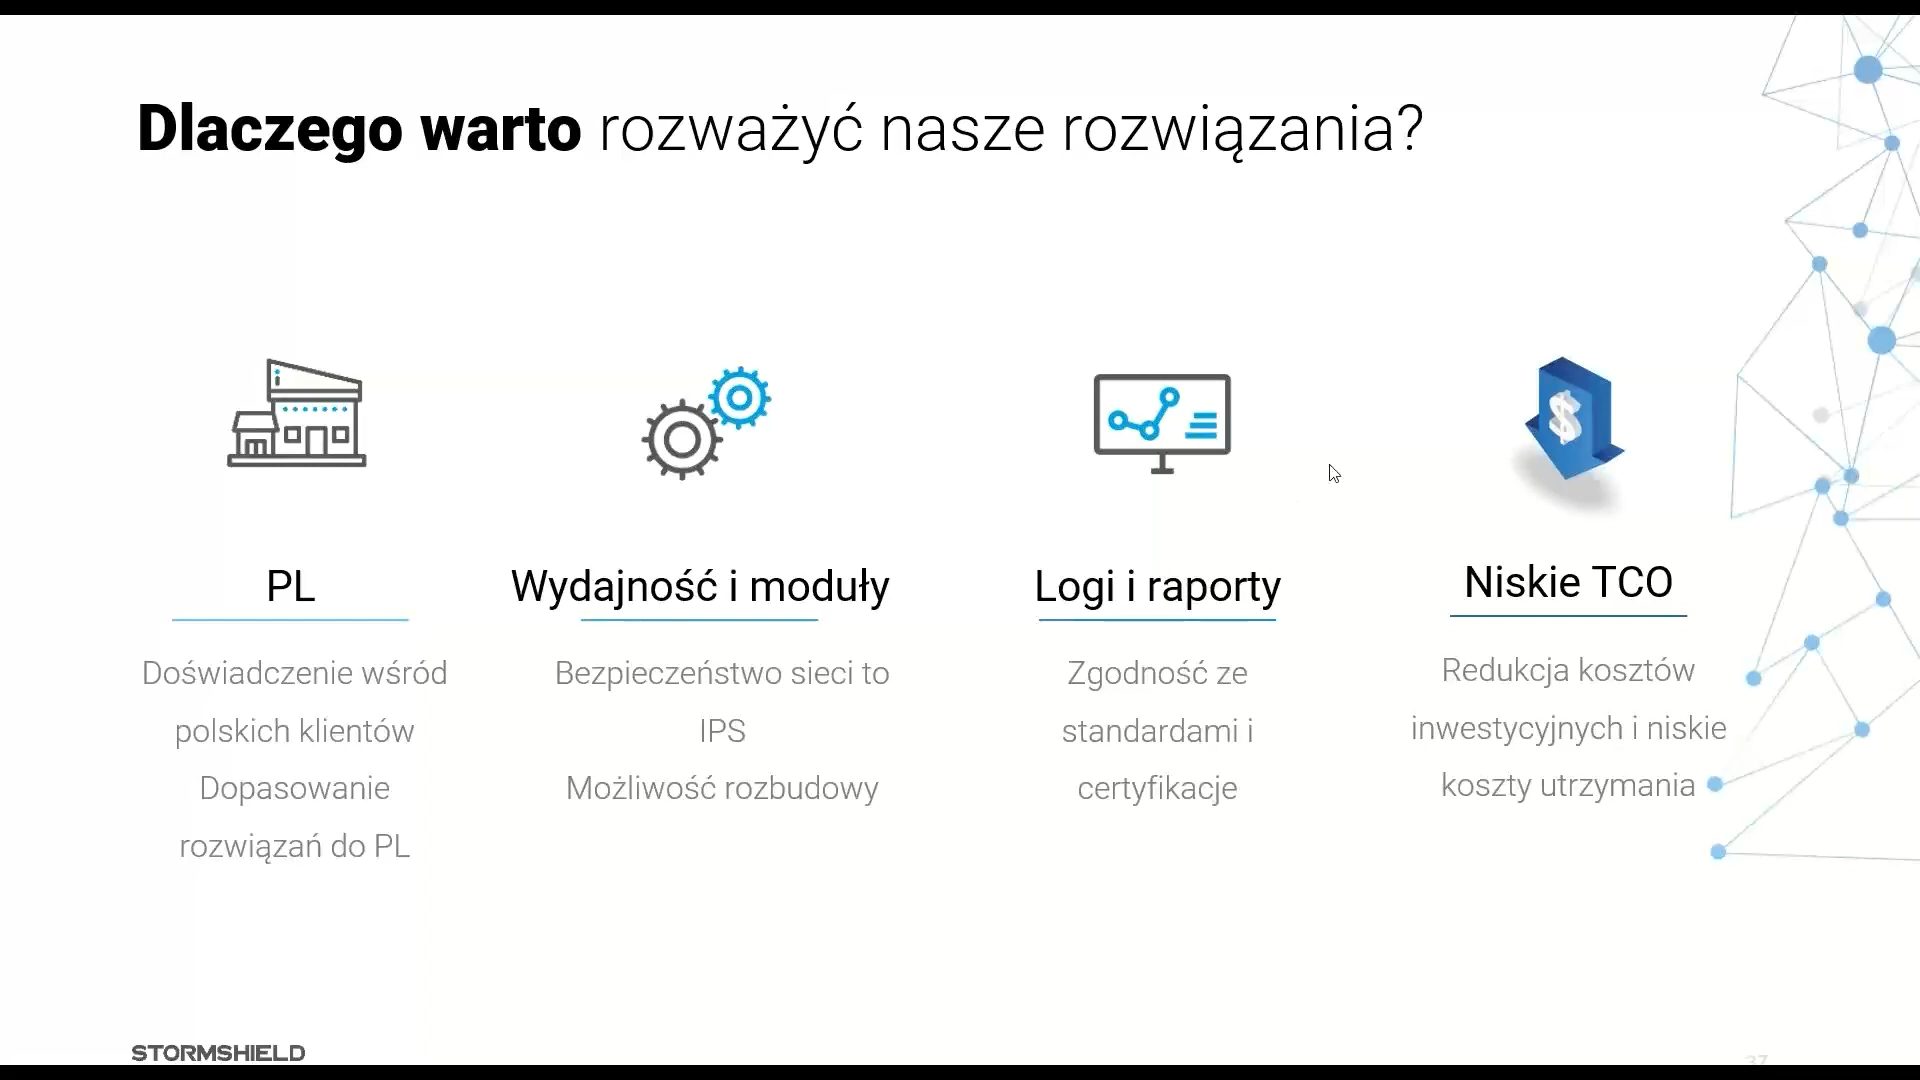 Dlaczego warto rozważyć nasze rozwiązania?
PL
Doświadczenie wśród
polskich klientów
Dopasowanie
rozwiązań do PL
Wydajność i moduły
Bezpieczeństwo sieci to
IPS
Możliwość rozbudowy
Logi i raporty
Zgodność ze
standardami i
certyfikacje
Niskie TCO
Redukcja kosztów
inwestycyjnych i niskie
koszty utrzymania
STORMSHIELD
37